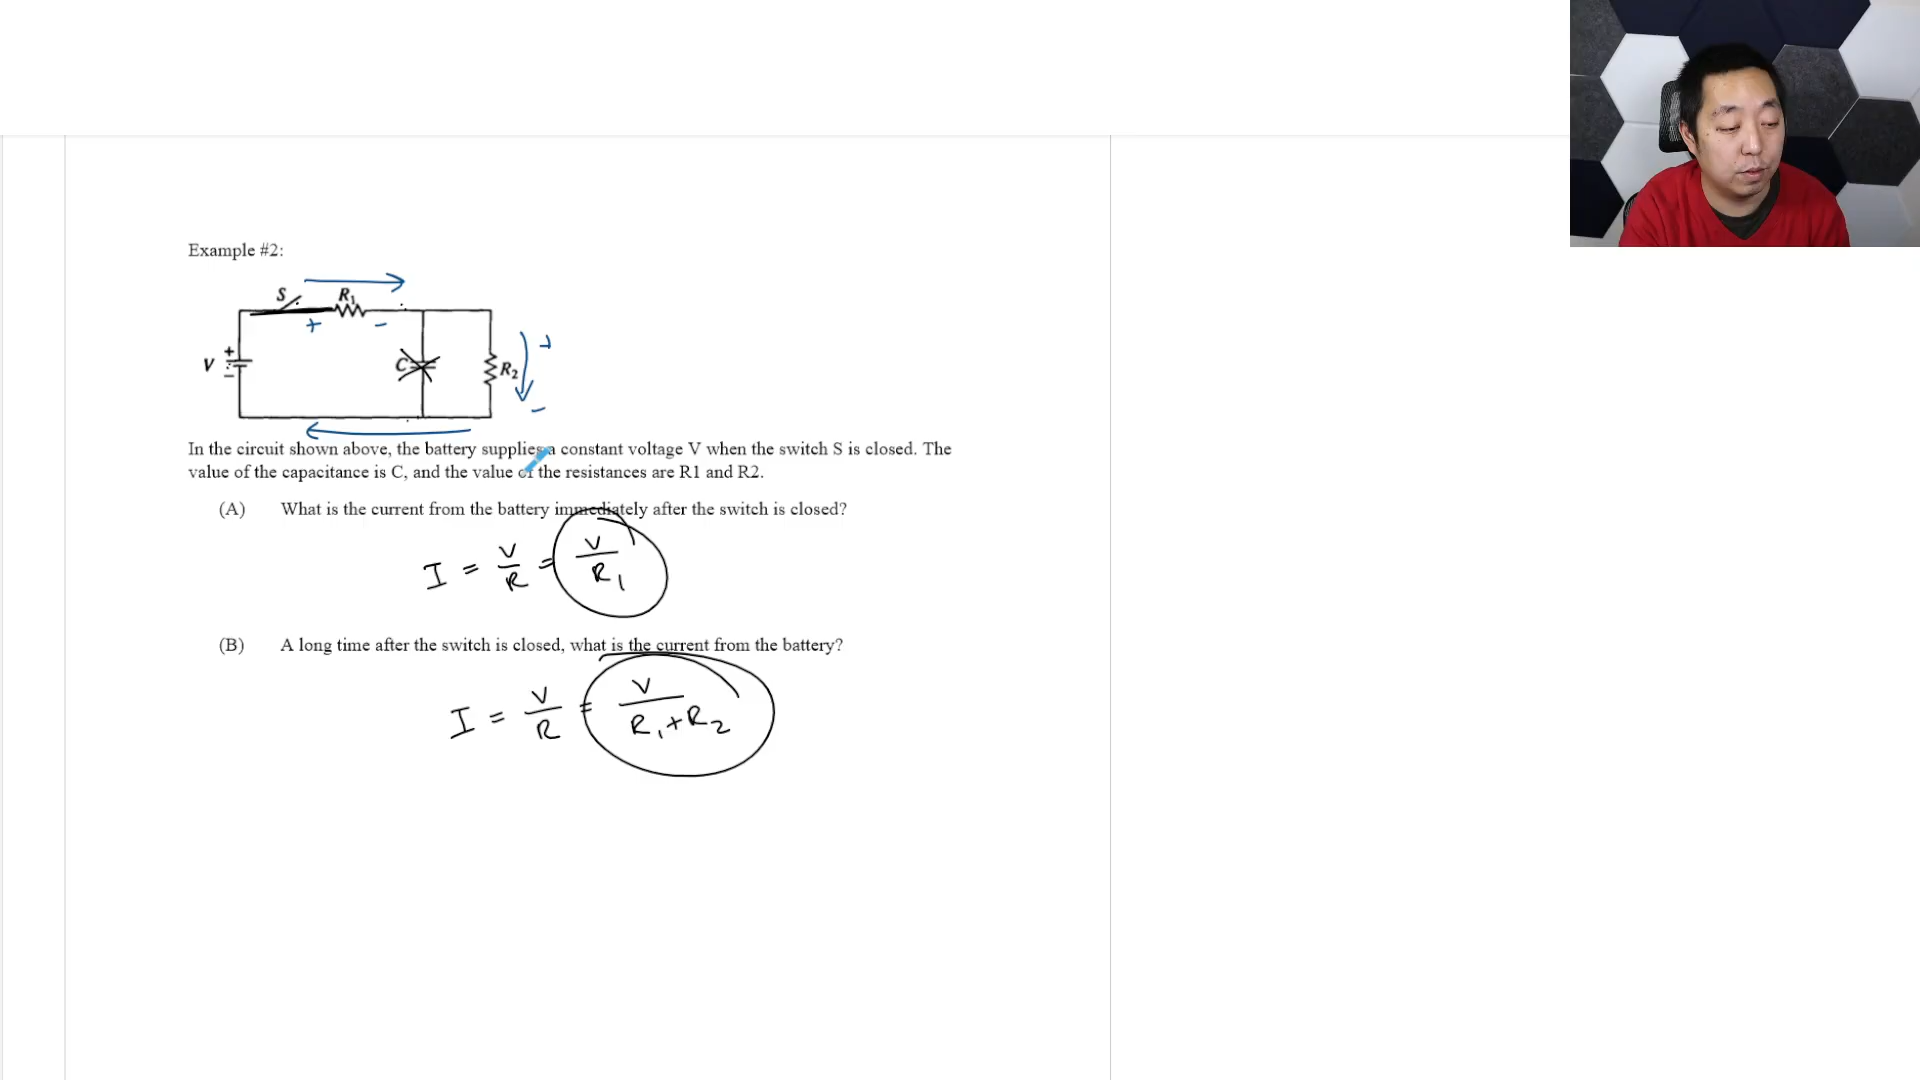 Example #2:
S R₁
+ -
V + -
C
R₂ + -
In the circuit shown above, the battery supplies a constant voltage V when the switch S is closed. The
value of the capacitance is C, and the value of the resistances are R1 and R2.
(A) What is the current from the battery immediately after the switch is closed?
I = V/R = V/R₁
(B) A long time after the switch is closed, what is the current from the battery?
I = V/R = V/(R₁+R₂)